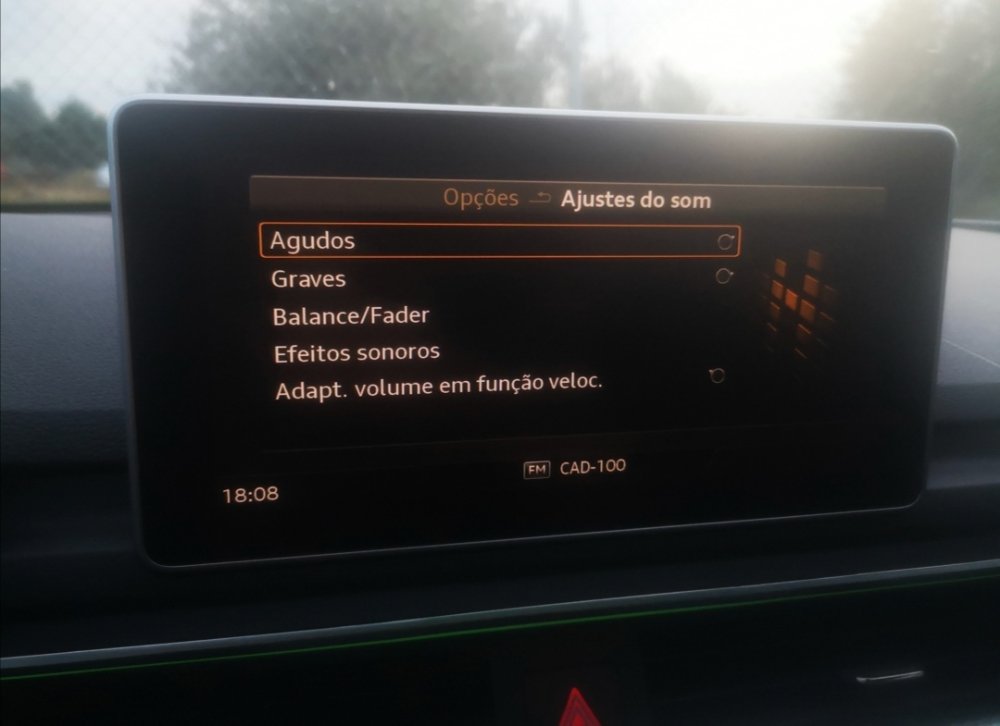 Opções Ajustes do som
Agudos
Graves
Balance/Fader
Efeitos sonoros
Adapt. volume em função veloc.
FM CAD-100
18:08